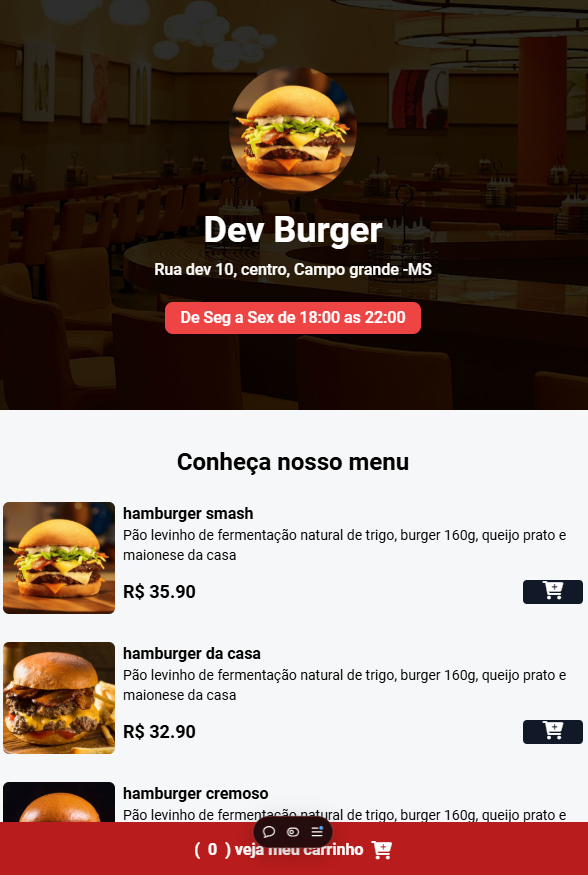 Dev Burger
Rua dev 10, centro, Campo grande -MS
De Seg a Sex de 18:00 as 22:00
Conheça nosso menu
hamburger smash
Pão levinho de fermentação natural de trigo, burger 160g, queijo prato e
maionese da casa
R$ 35.90
hamburger da casa
Pão levinho de fermentação natural de trigo, burger 160g, queijo prato e
maionese da casa
R$ 32.90
hamburger cremoso
Pão levinho de fermentação natural de trigo, burger 160g, queijo prato e
( 0 ) veja meu carrinho